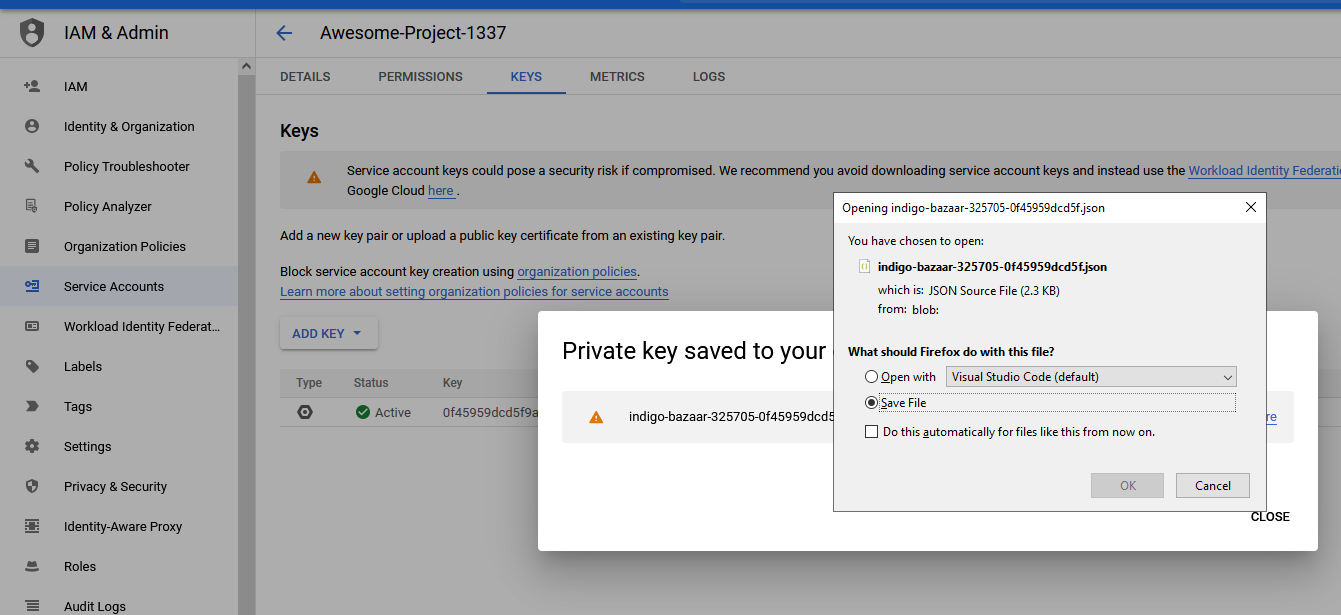 IAM & Admin
Awesome-Project-1337
DETAILS
PERMISSIONS
KEYS
METRICS
LOGS
IAM
Identity & Organization
Policy Troubleshooter
Policy Analyzer
Organization Policies
Service Accounts
Workload Identity Federat...
Labels
Tags
Settings
Privacy & Security
Identity-Aware Proxy
Roles
Audit Logs
Keys
Service account keys could pose a security risk if compromised. We recommend you avoid downloading service account keys and instead use the Workload Identity Federati
Google Cloud here .
Add a new key pair or upload a public key certificate from an existing key pair.
Block service account key creation using organization policies.
Learn more about setting organization policies for service accounts
ADD KEY
Type Status Key
Active 0f45959dcd5f9a
Private key saved to your
indigo-bazaar-325705-0f45959dcd5
re
CLOSE
Opening indigo-bazaar-325705-0f45959dcd5f.json
You have chosen to open:
indigo-bazaar-325705-0f45959dcd5f.json
which is: JSON Source File (2.3 KB)
from: blob:
What should Firefox do with this file?
Open with Visual Studio Code (default)
Save File
Do this automatically for files like this from now on.
OK
Cancel